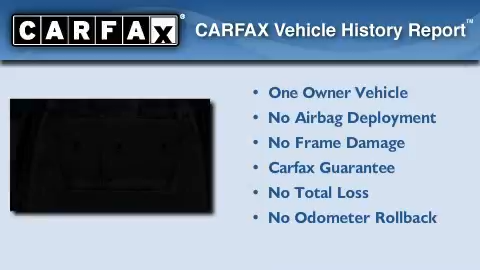 CARFAX® CARFAX Vehicle History Report™
• One Owner Vehicle
• No Airbag Deployment
• No Frame Damage
• Carfax Guarantee
• No Total Loss
• No Odometer Rollback